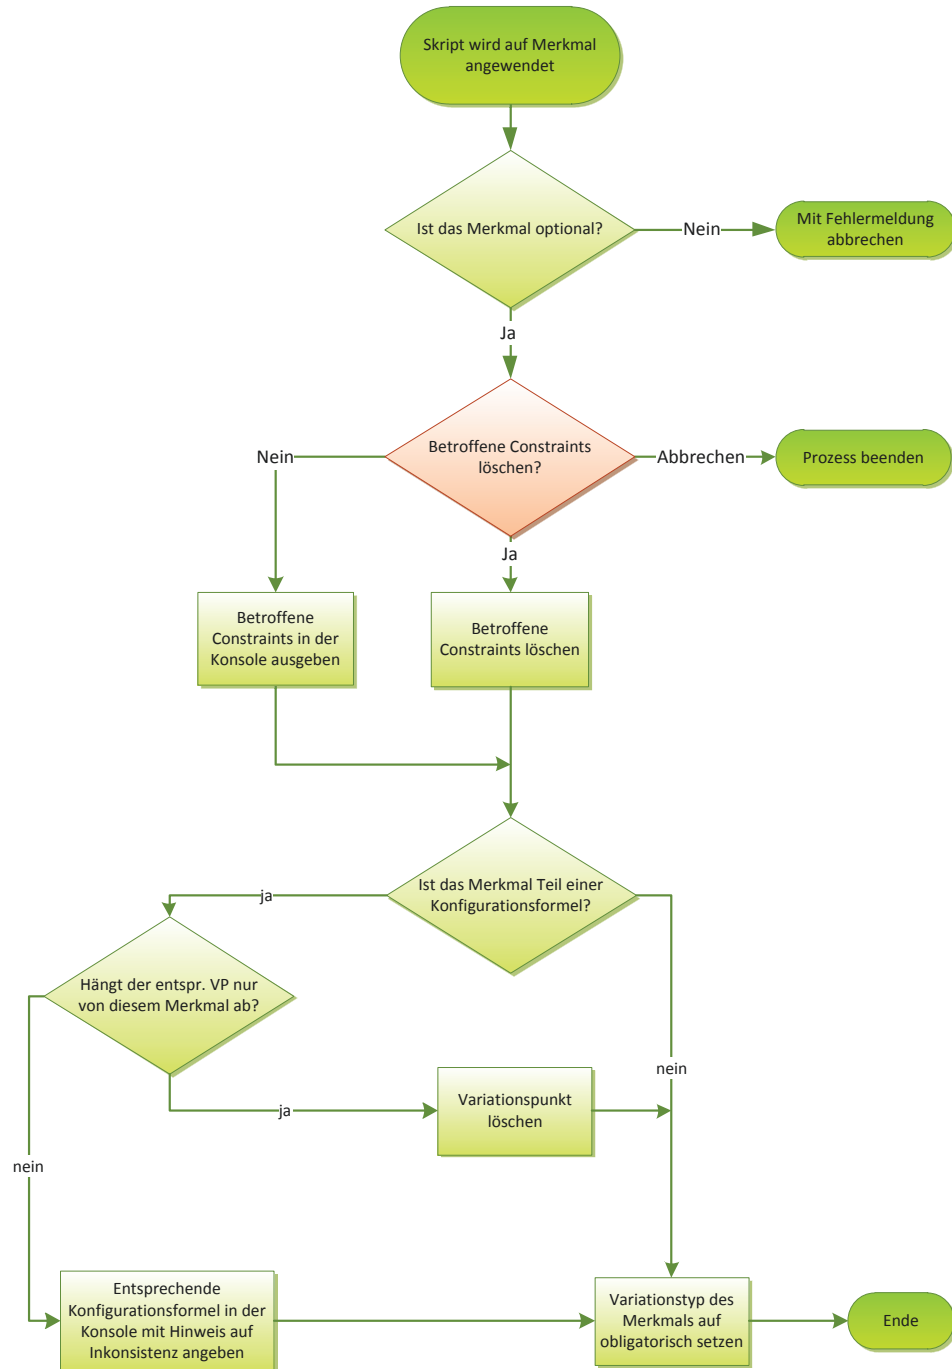 Skript wird auf Merkmal
angewendet
Ist das Merkmal optional?
Nein
Mit Fehlermeldung
abbrechen
Ja
Betroffene Constraints
löschen?
Nein
Abbrechen
Prozess beenden
Ja
Betroffene
Constraints in der
Konsole ausgeben
Betroffene
Constraints löschen
Ist das Merkmal Teil einer
Konfigurationsformel?
ja
Hängt der entspr. VP nur
von diesem Merkmal ab?
nein
ja
Variationspunkt
löschen
nein
Entsprechende
Konfigurationsformel in der
Konsole mit Hinweis auf
Inkonsistenz angeben
Variationstyp des
Merkmals auf
obligatorisch setzen
Ende